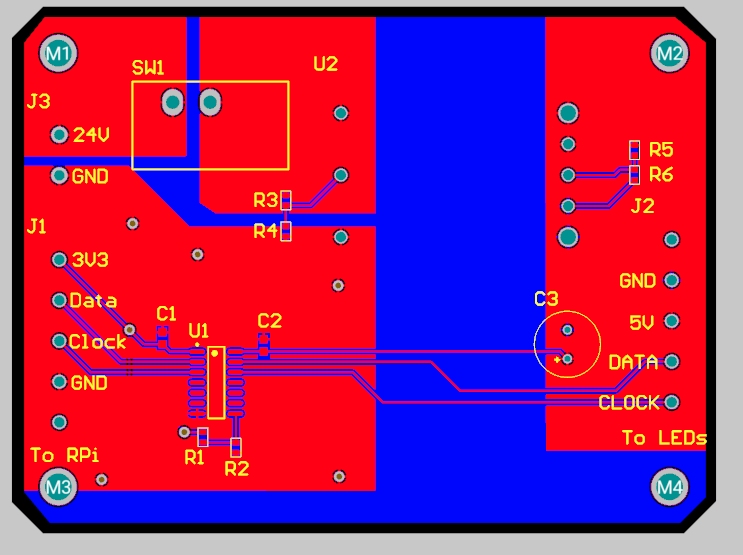 M1
M2
SW1
U2
J3
24V
GND
R5
R6
R3
J2
R4
J1
3V3
GND
Data
C3
C1
C2
5V
U1
Clock
+
DATA
GND
CLOCK
To RPi
R1
R2
To LEDs
M3
M4